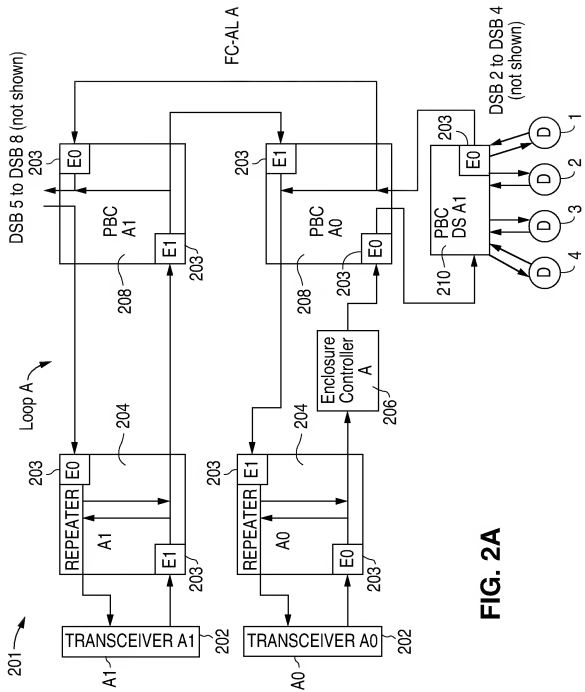 FIG. 2A
201
Loop A
FC-AL A
DSB 5 to DSB 8 (not shown)
DSB 2 to DSB 4
(not shown)
TRANSCEIVER A1
202
A1
REPEATER
A1
204
E0
203
E1
203
PBC
A1
208
E0
203
E1
203
TRANSCEIVER A0
202
A0
REPEATER
A0
204
E1
203
E0
203
Enclosure
Controller
A
206
PBC
A0
208
E1
203
E0
203
PBC
DS A1
210
E0
203
D
1
D
2
D
3
D
4